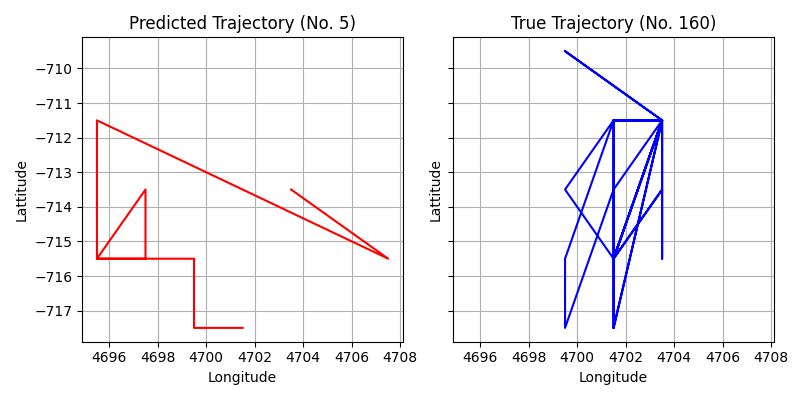 Predicted Trajectory (No. 5)
True Trajectory (No. 160)
−710
−711
−712
−713
−714
−715
−716
−717
Lattitude
Lattitude
4696 4698 4700 4702 4704 4706 4708
4696 4698 4700 4702 4704 4706 4708
Longitude
Longitude